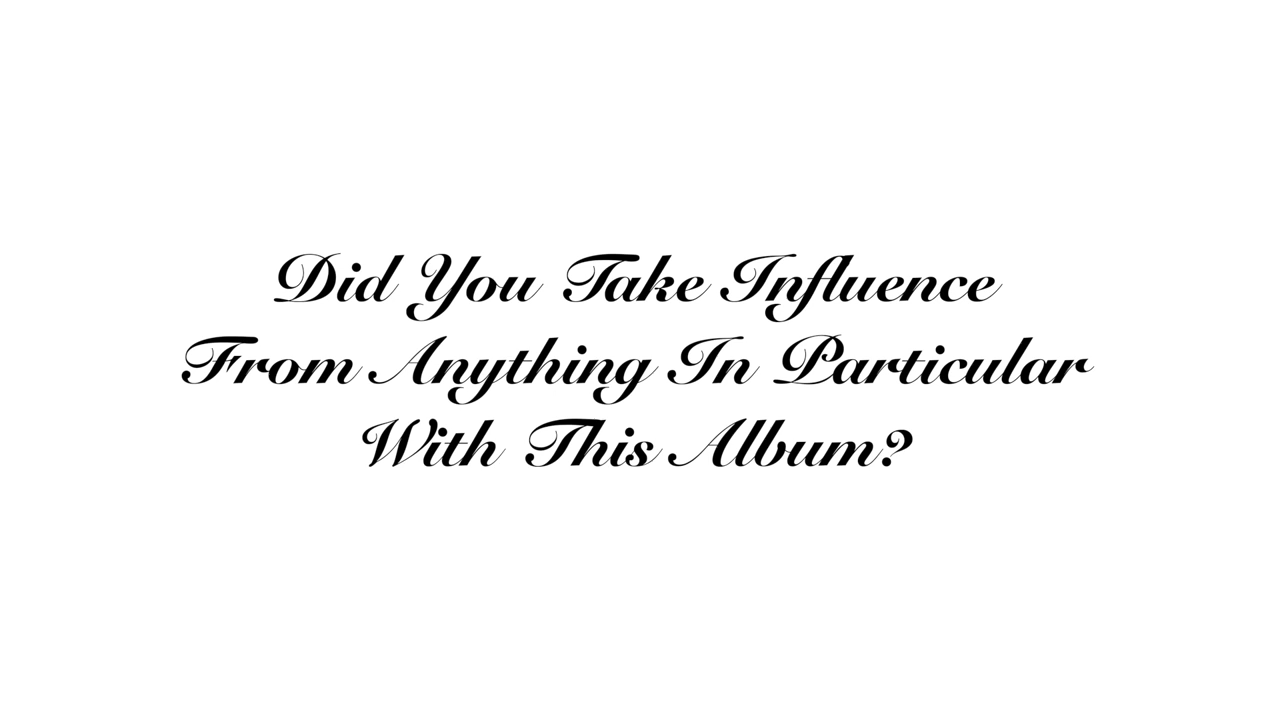 Did You Take Influence
From Anything In Particular
With This Album?